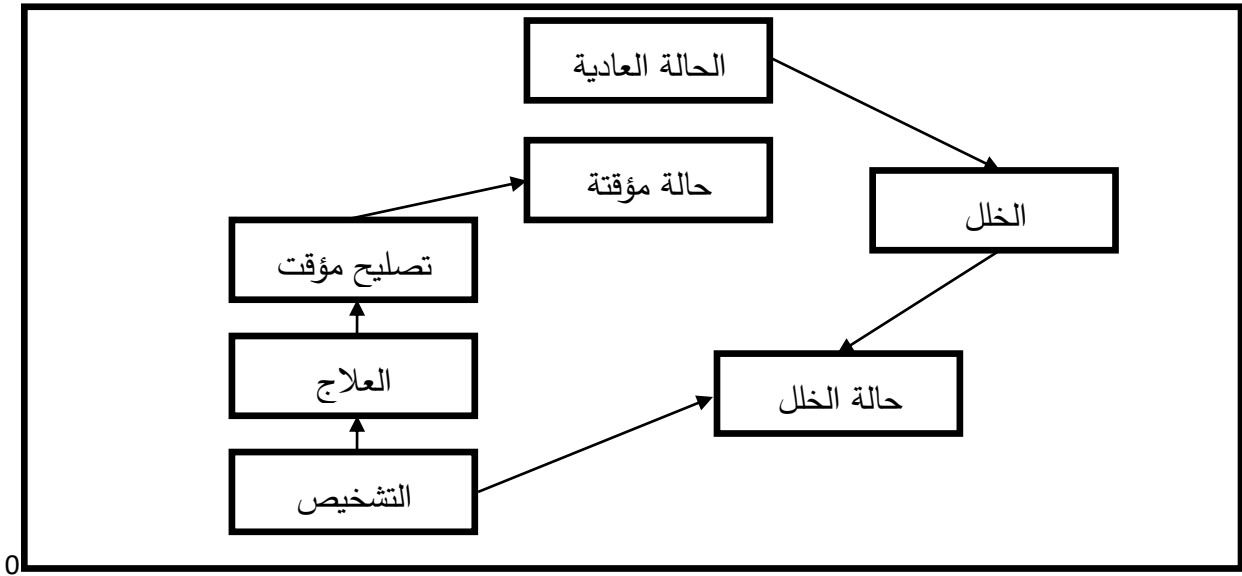 الحالة العادية
حالة مؤقتة
الخلل
تصليح مؤقت
العلاج
حالة الخلل
التشخيص
0